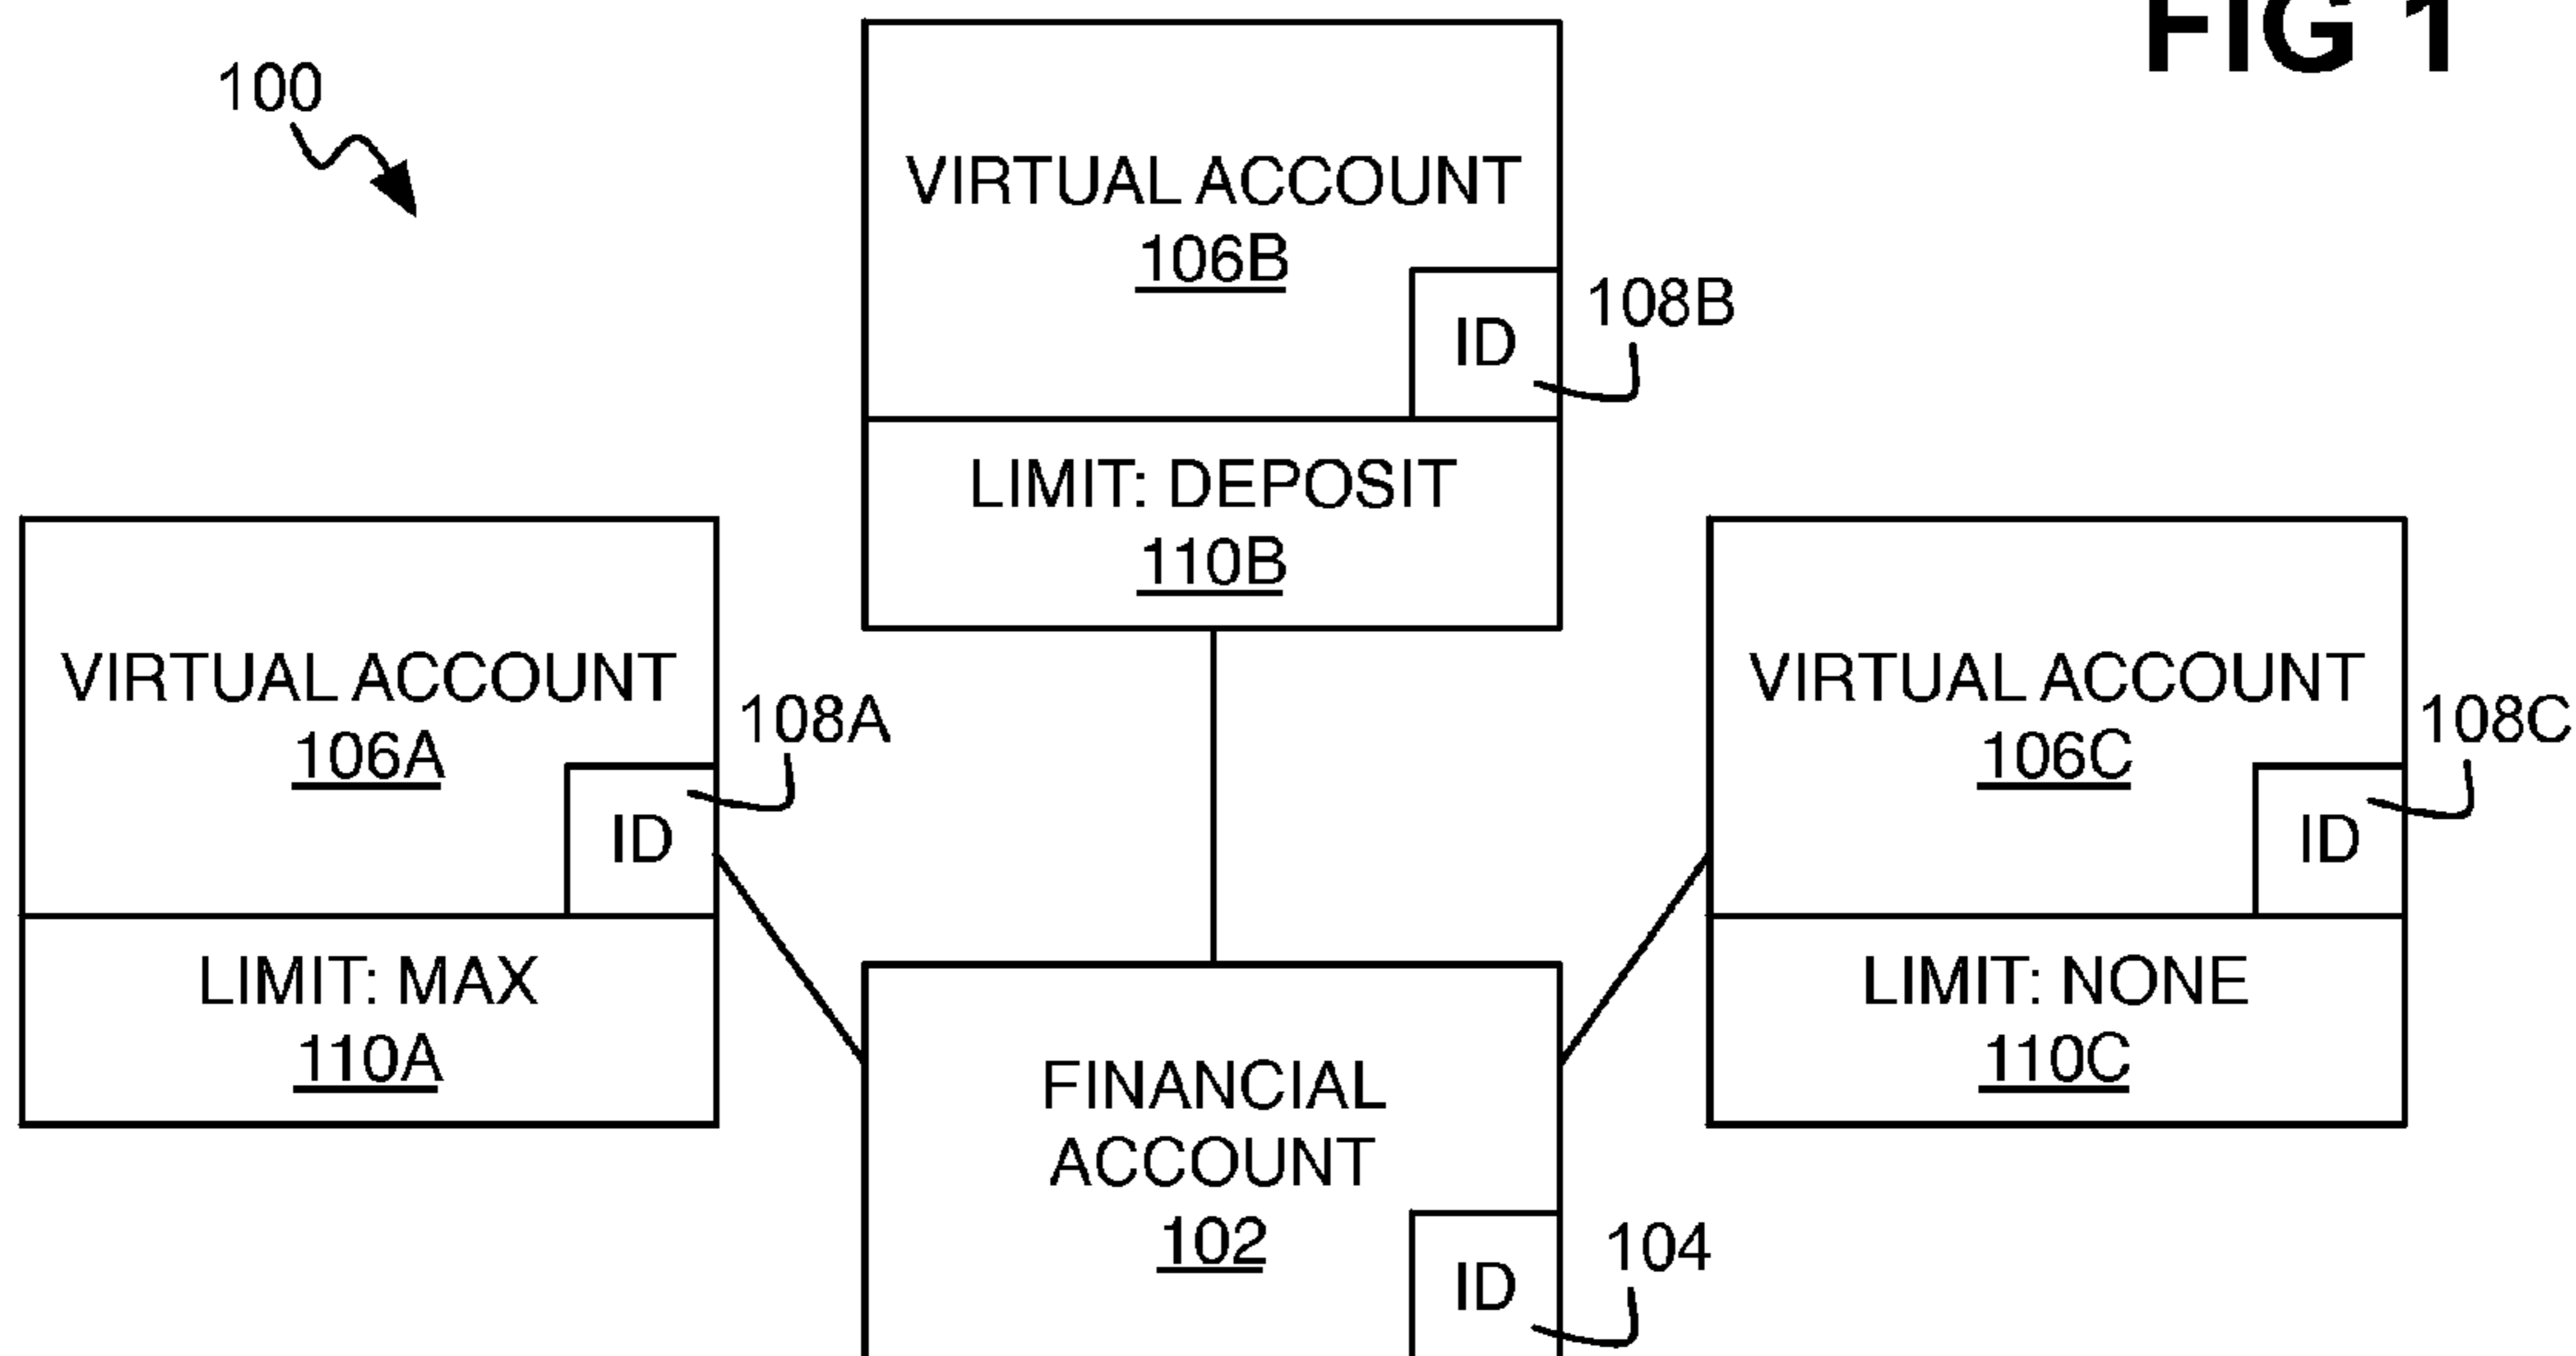 FIG 1
100
VIRTUAL ACCOUNT
106B
ID
108B
LIMIT: DEPOSIT
110B
VIRTUAL ACCOUNT
106A
ID
108A
LIMIT: MAX
110A
VIRTUAL ACCOUNT
106C
ID
108C
LIMIT: NONE
110C
FINANCIAL
ACCOUNT
102
ID
104